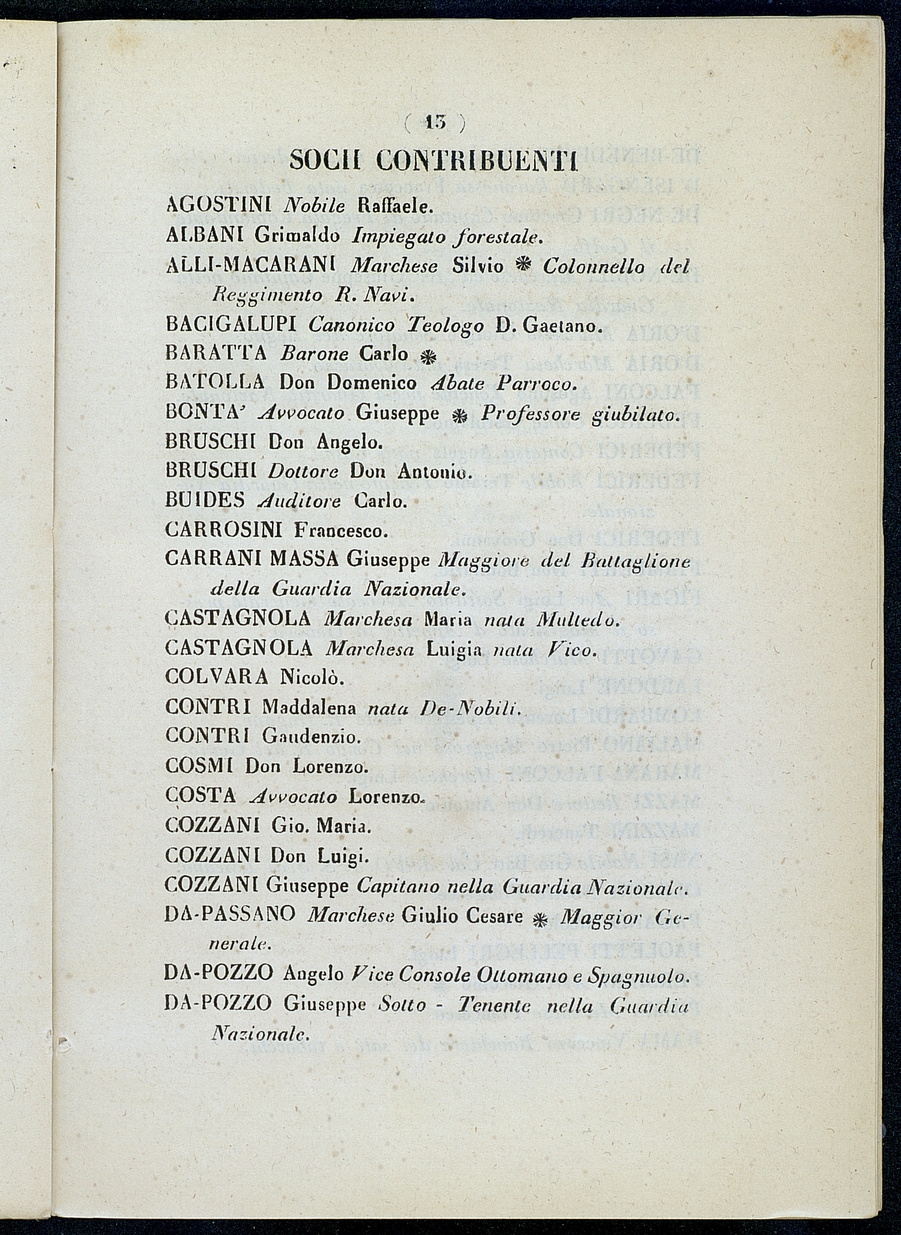 ( 13 )
SOCII CONTRIBUENTI
AGOSTINI Nobile Raffaele.
ALBANI Grimaldo Impiegato forestale.
ALLI-MACARANI Marchese Silvio ❋ Colonnello del
Reggimento R. Navi.
BACIGALUPI Canonico Teologo D. Gaetano.
BARATTA Barone Carlo ❋
BATOLLA Don Domenico Abate Parroco.
BONTA' Avvocato Giuseppe ❋ Professore giubilato.
BRUSCHI Don Angelo.
BRUSCHI Dottore Don Antonio.
BUIDES Auditore Carlo.
CARROSINI Francesco.
CARRANI MASSA Giuseppe Maggiore del Battaglione
della Guardia Nazionale.
CASTAGNOLA Marchesa Maria nata Multedo.
CASTAGNOLA Marchesa Luigia nata Vico.
COLVARA Nicolò.
CONTRI Maddalena nata De-Nobili.
CONTRI Gaudenzio.
COSMI Don Lorenzo.
COSTA Avvocato Lorenzo.
COZZANI Gio. Maria.
COZZANI Don Luigi.
COZZANI Giuseppe Capitano nella Guardia Nazionale.
DA-PASSANO Marchese Giulio Cesare ❋ Maggior Ge-
nerale.
DA-POZZO Angelo Vice Console Ottomano e Spagnuolo.
DA-POZZO Giuseppe Sotto - Tenente nella Guardia
Nazionale.